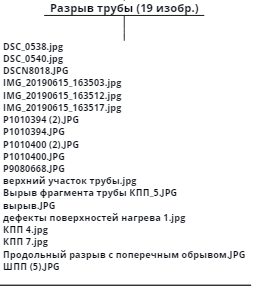 Разрыв трубы (19 изобр.)
DSC_0538.jpg
DSC_0540.jpg
DSCN8018.JPG
IMG_20190615_163503.jpg
IMG_20190615_163512.jpg
IMG_20190615_163517.jpg
P1010394 (2).JPG
P1010394.JPG
P1010400 (2).JPG
P1010400.JPG
P9080668.JPG
верхний участок трубы.jpg
Вырыв фрагмента трубы КПП_5.JPG
вырыв.JPG
дефекты поверхностей нагрева 1.jpg
КПП 4.jpg
КПП 7.jpg
Продольный разрыв с поперечным обрывом.JPG
ШПП (5).JPG